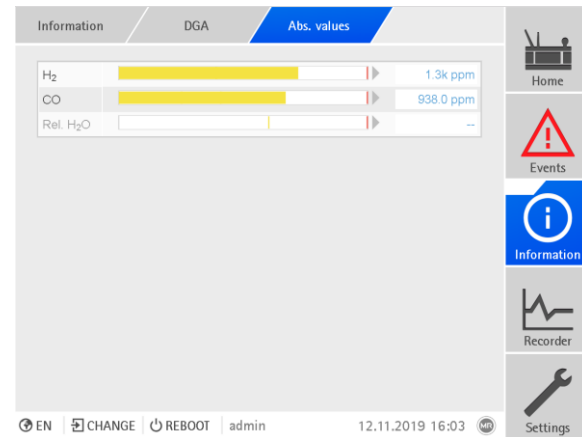 Information DGA Abs. values
H₂ 1.3k ppm
CO 938.0 ppm
Rel. H₂O --
Home
Events
Information
Recorder
Settings
EN CHANGE REBOOT admin 12.11.2019 16:03 MR